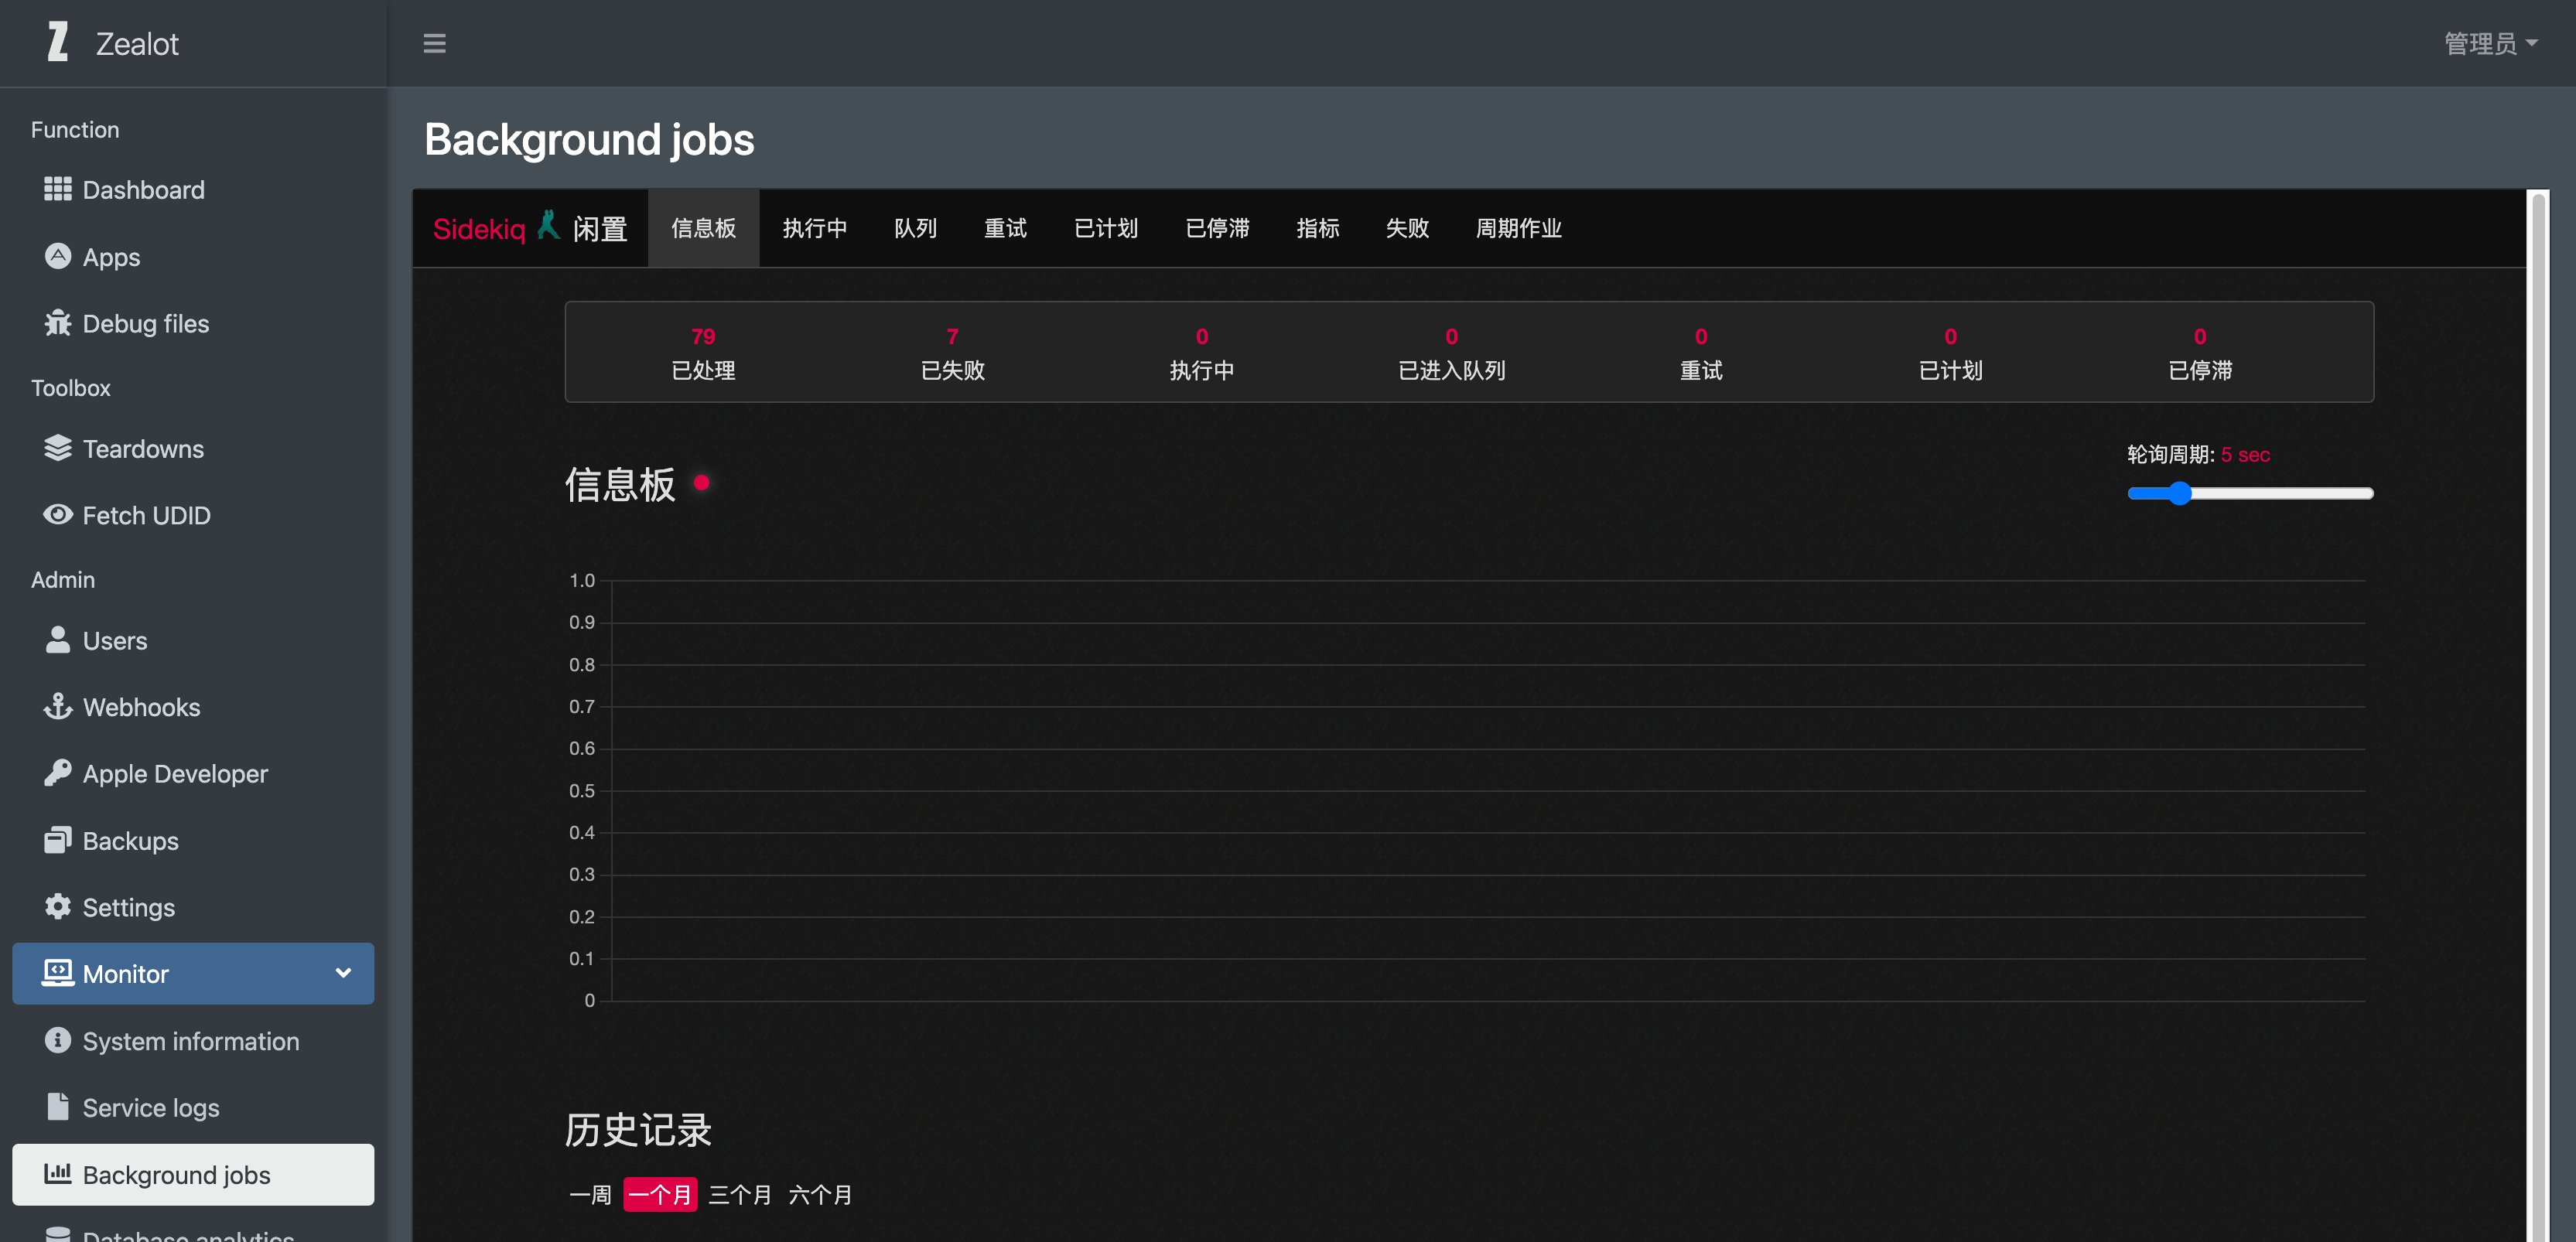 Zealot
管理员
Function
Dashboard
Apps
Debug files
Toolbox
Teardowns
Fetch UDID
Admin
Users
Webhooks
Apple Developer
Backups
Settings
Monitor
System information
Service logs
Background jobs
Database analytics
Background jobs
Sidekiq 闲置 信息板 执行中 队列 重试 已计划 已停滞 指标 失败 周期作业
79 7 0 0 0 0 0
已处理 已失败 执行中 已进入队列 重试 已计划 已停滞
轮询周期: 5 sec
信息板
1.0
0.9
0.8
0.7
0.6
0.5
0.4
0.3
0.2
0.1
0
历史记录
一周 一个月 三个月 六个月